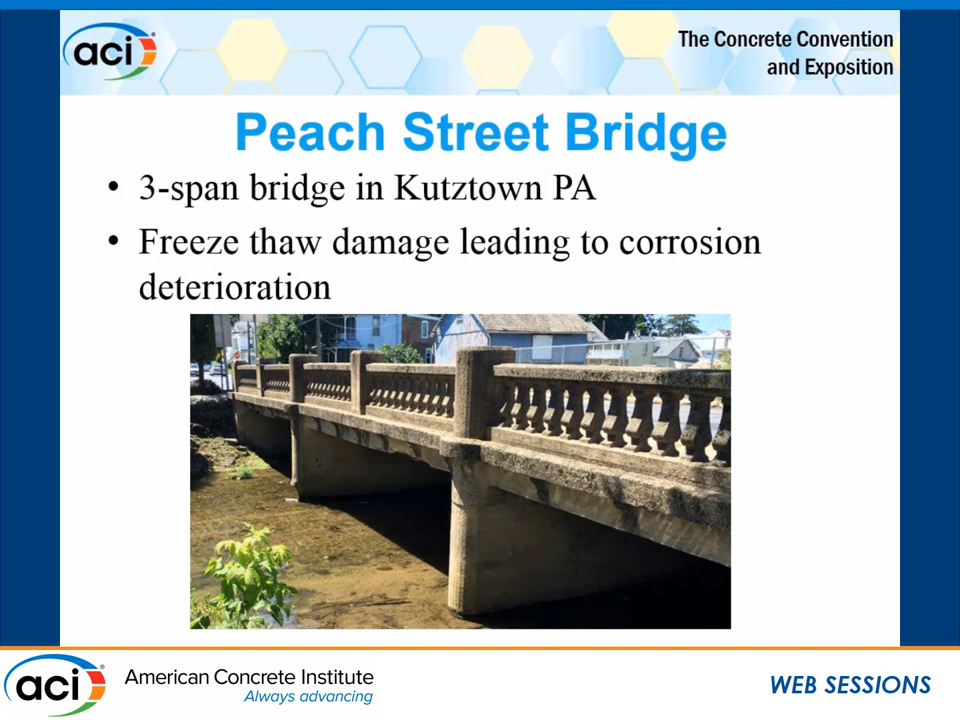 aci
The Concrete Convention
and Exposition
Peach Street Bridge
• 3-span bridge in Kutztown PA
• Freeze thaw damage leading to corrosion
deterioration
aci
American Concrete Institute
Always advancing
WEB SESSIONS